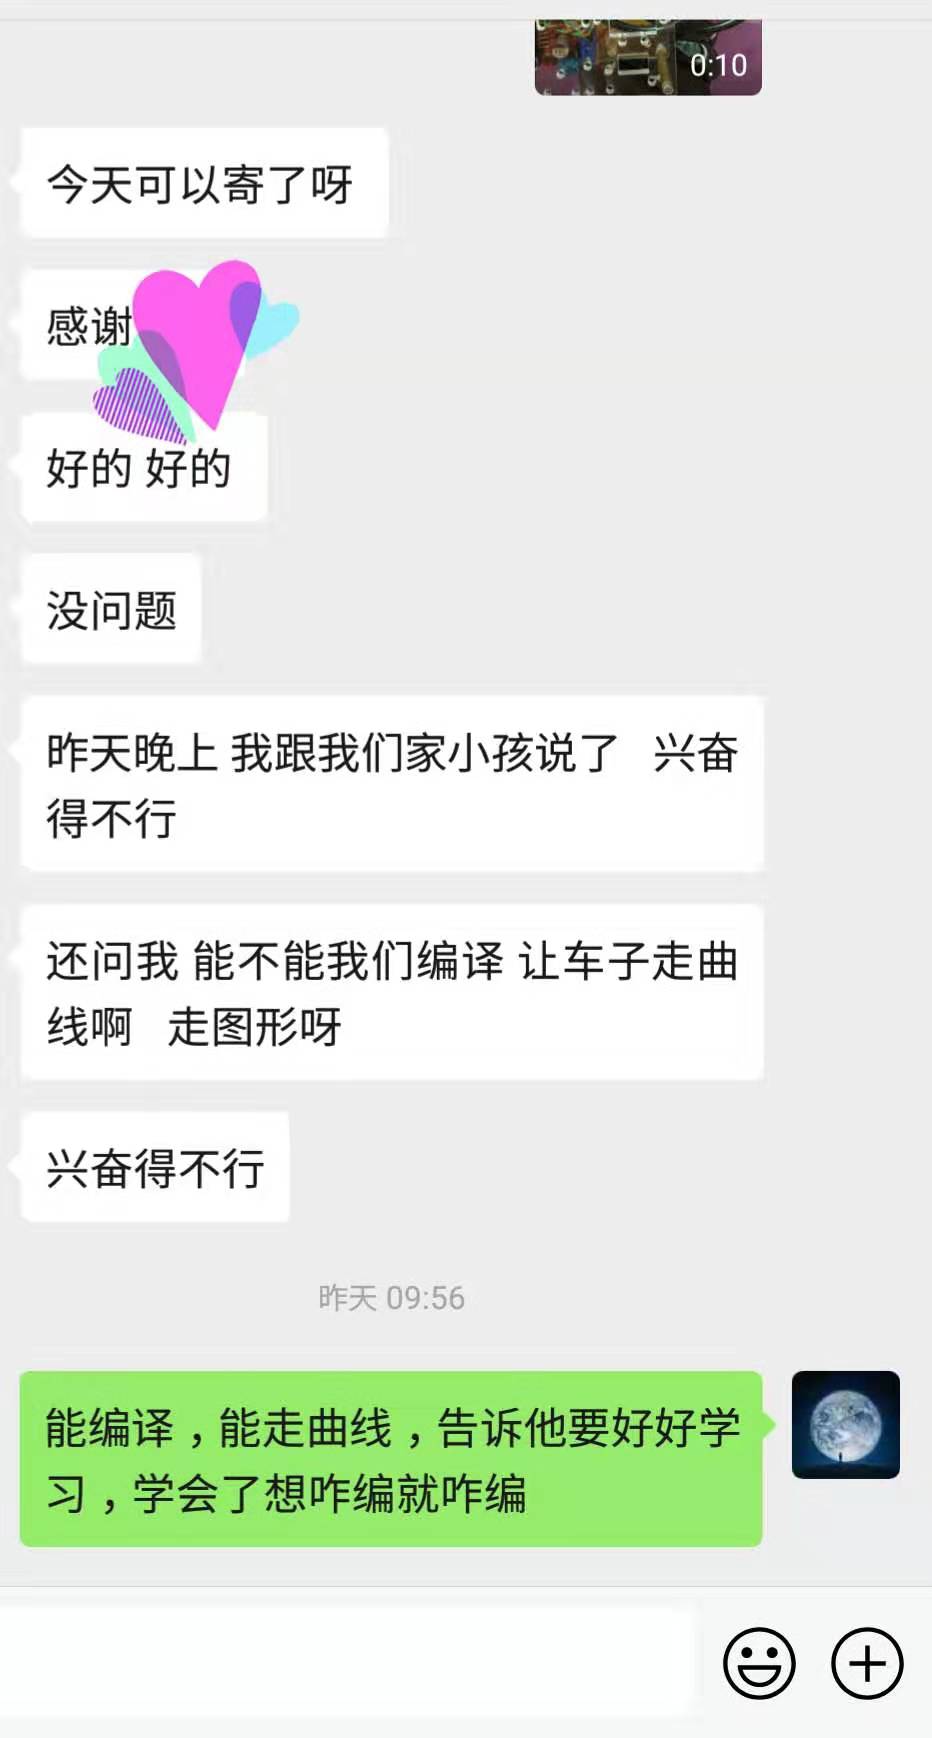 0:10
今天可以寄了呀
感谢
好的 好的
没问题
昨天晚上 我跟我们家小孩说了 兴奋
得不行
还问我 能不能我们编译 让车子走曲
线啊 走图形呀
兴奋得不行
昨天 09:56
能编译，能走曲线，告诉他要好好学
习，学会了想咋编就咋编